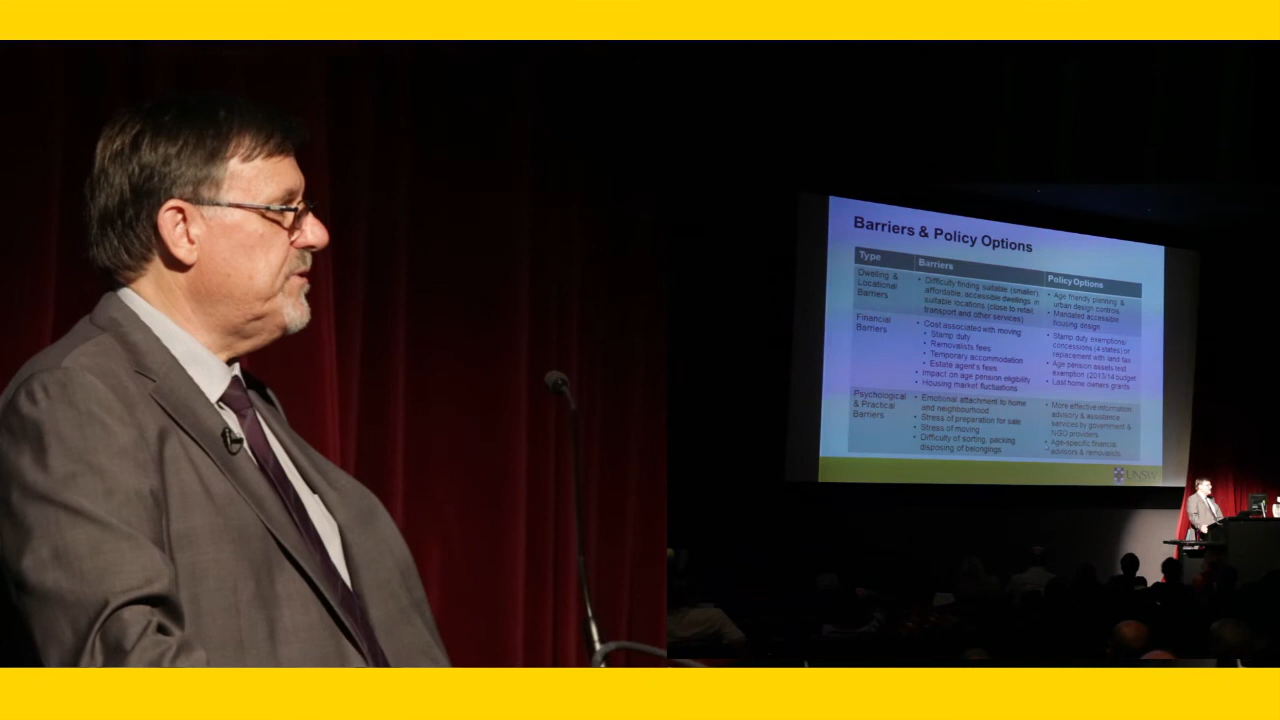 Barriers & Policy Options
Type
Barriers
Policy Options
Dwelling &
Locational
Barriers
• Difficulty finding suitable (smaller),
affordable, accessible dwellings in
suitable locations (close to retail,
transport and other services)
• Age friendly planning &
urban design controls
• Mandated accessible
housing design
Financial
Barriers
• Cost associated with moving
• Stamp duty
• Removalists fees
• Temporary accommodation
• Estate agent's fees
• Impact on age pension eligibility
• Housing market fluctuations
• Stamp duty exemptions/
concessions (4 states) or
replacement with land tax
• Age pension assets test
exemption (2013/14 budget
• Last home owners grants
Psychological
& Practical
Barriers
• Emotional attachment to home
and neighbourhood
• Stress of preparation for sale
• Stress of moving
• Difficulty of sorting, packing
disposing of belongings
• More effective information
advisory & assistance
services by government &
NGO providers
• Age-specific financial
advisors & removalists
UNSW